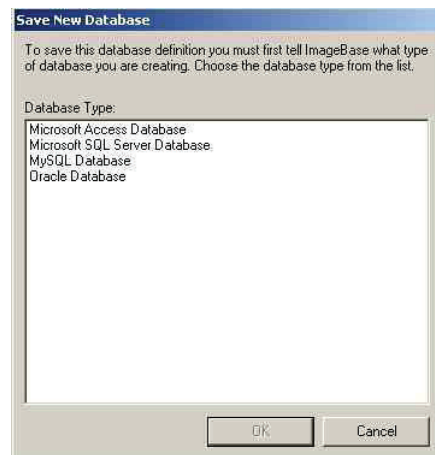 Save New Database
To save this database definition you must first tell ImageBase what type
of database you are creating. Choose the database type from the list.
Database Type:
Microsoft Access Database
Microsoft SQL Server Database
MySQL Database
Oracle Database
OK
Cancel